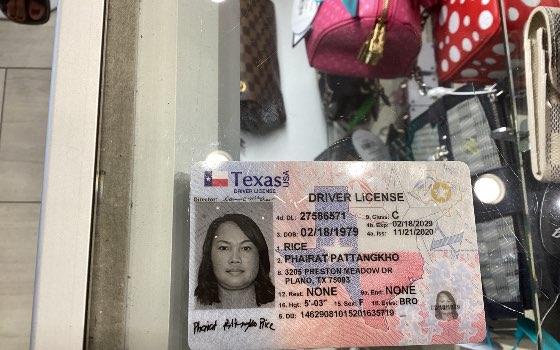 Texas USA
DRIVER LICENSE
Director:
DRIVER LICENSE
4d. DL: 27586571 9. Class: C
4b. Exp: 02/18/2029
3. DOB: 02/18/1979 4a. Iss: 11/21/2020
1. RICE
2. PHAIRAT PATTANGKHO
8. 3205 PRESTON MEADOW DR
PLANO, TX 75093
12. Rest: NONE 9a. End: NONE
16. Hgt: 5'-03" 15. Sex: F 18. Eyes: BRO
5. DD: 14629081015201635719
Phairat Pattangkho Rice